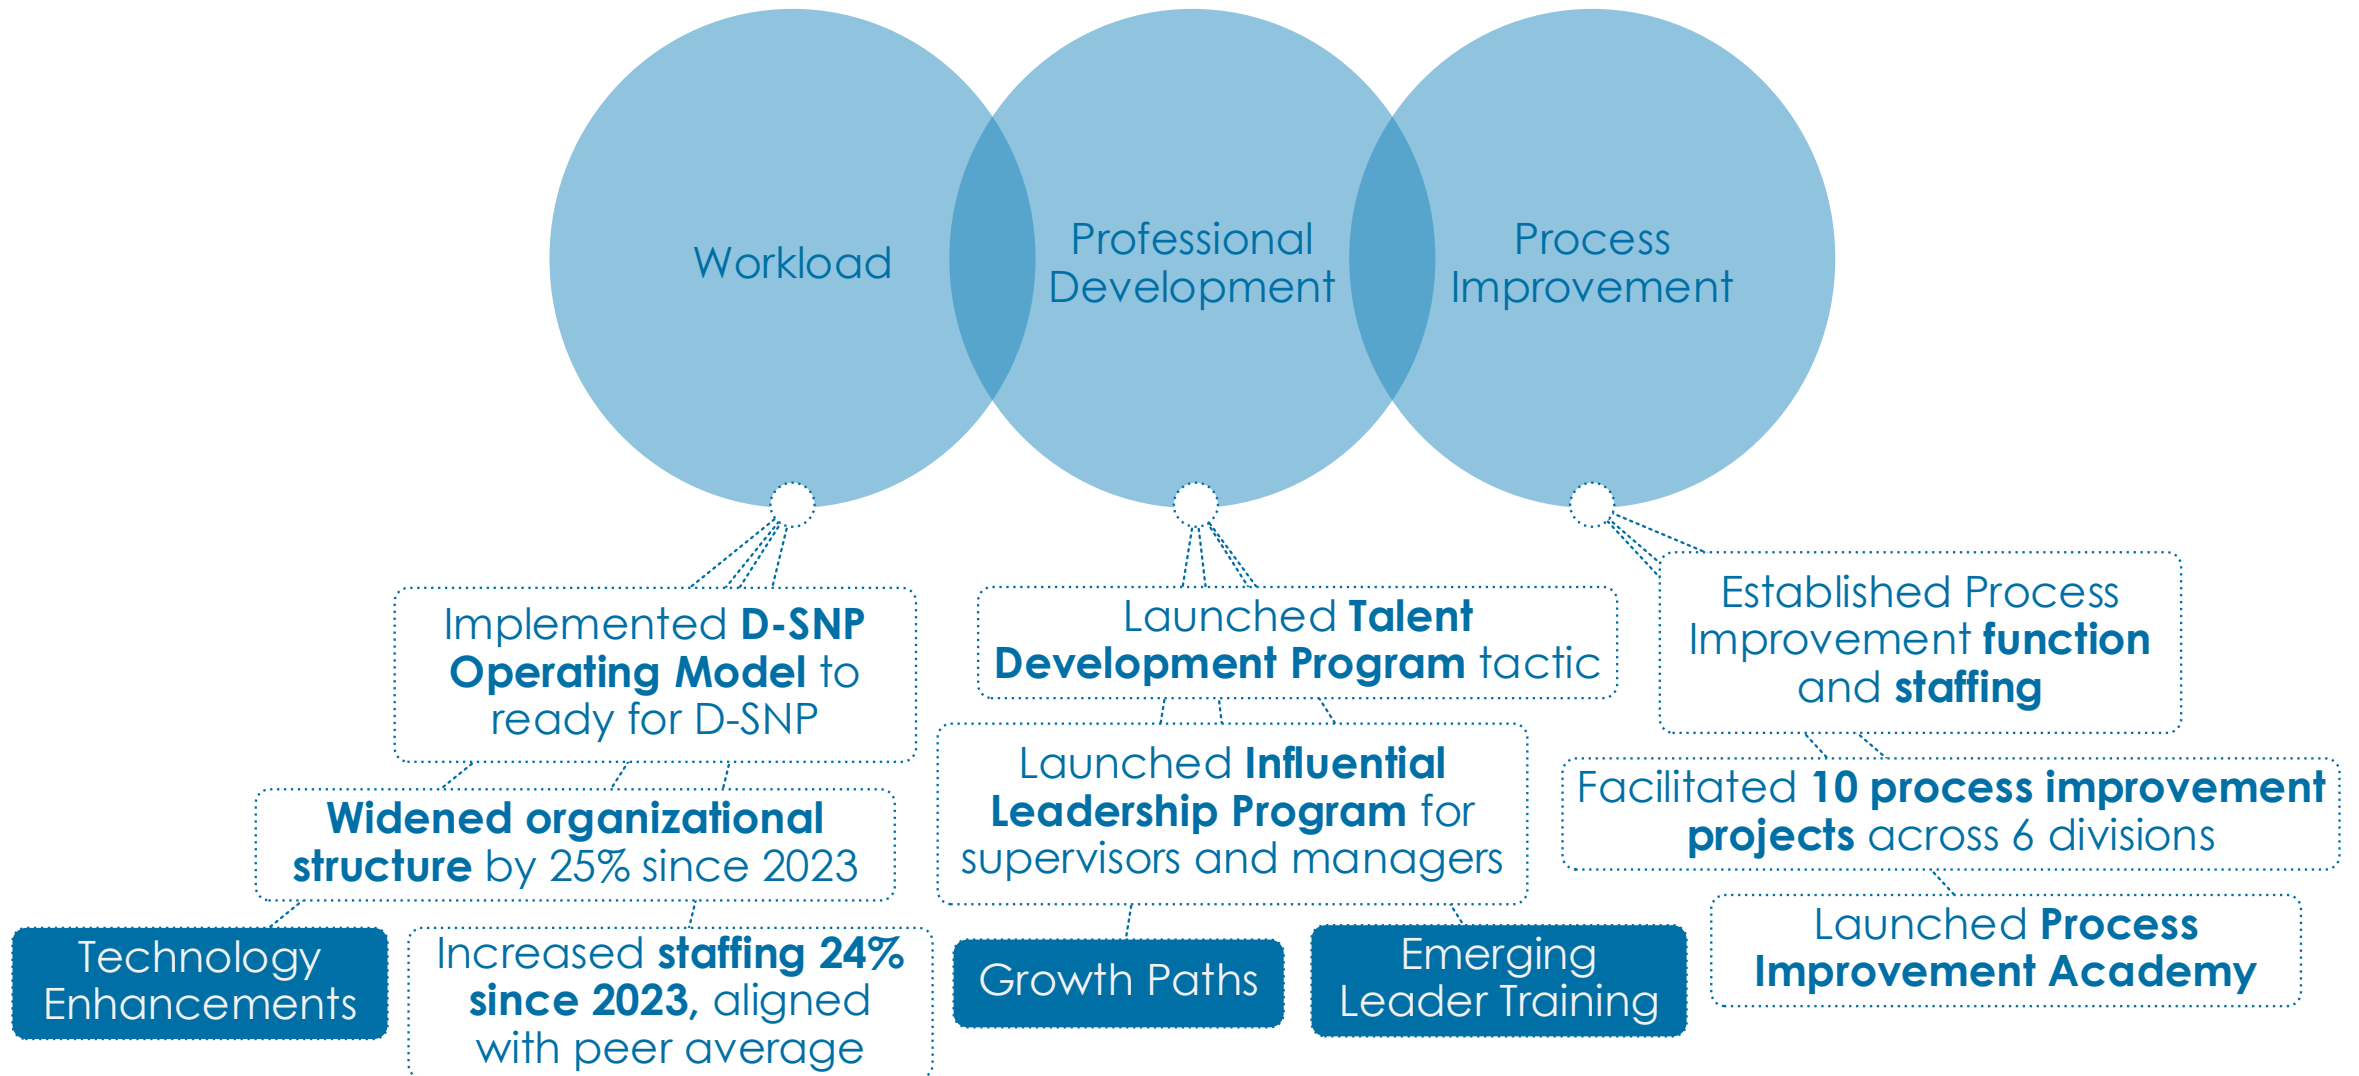 Workload
Professional
Development
Process
Improvement
Implemented D-SNP
Operating Model to
ready for D-SNP
Widened organizational
structure by 25% since 2023
Technology
Enhancements
Increased staffing 24%
since 2023, aligned
with peer average
Launched Talent
Development Program tactic
Launched Influential
Leadership Program for
supervisors and managers
Growth Paths
Emerging
Leader Training
Established Process
Improvement function
and staffing
Facilitated 10 process improvement
projects across 6 divisions
Launched Process
Improvement Academy